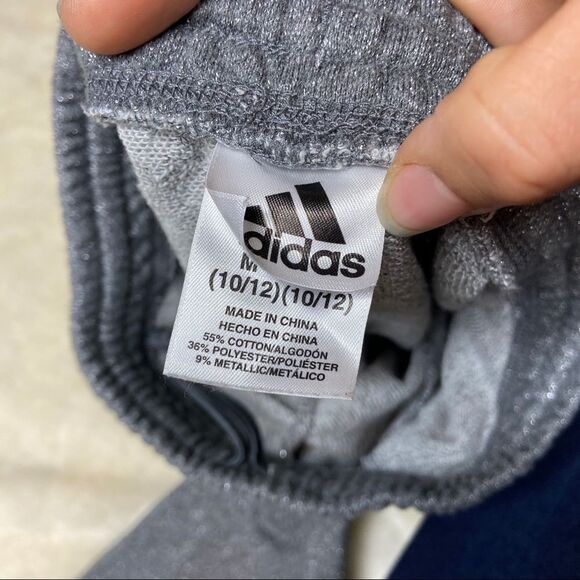 adidas
M
(10/12)(10/12)
MADE IN CHINA
HECHO EN CHINA
55% COTTON/ALGODÓN
36% POLYESTER/POLIÉSTER
9% METALLIC/METÁLICO